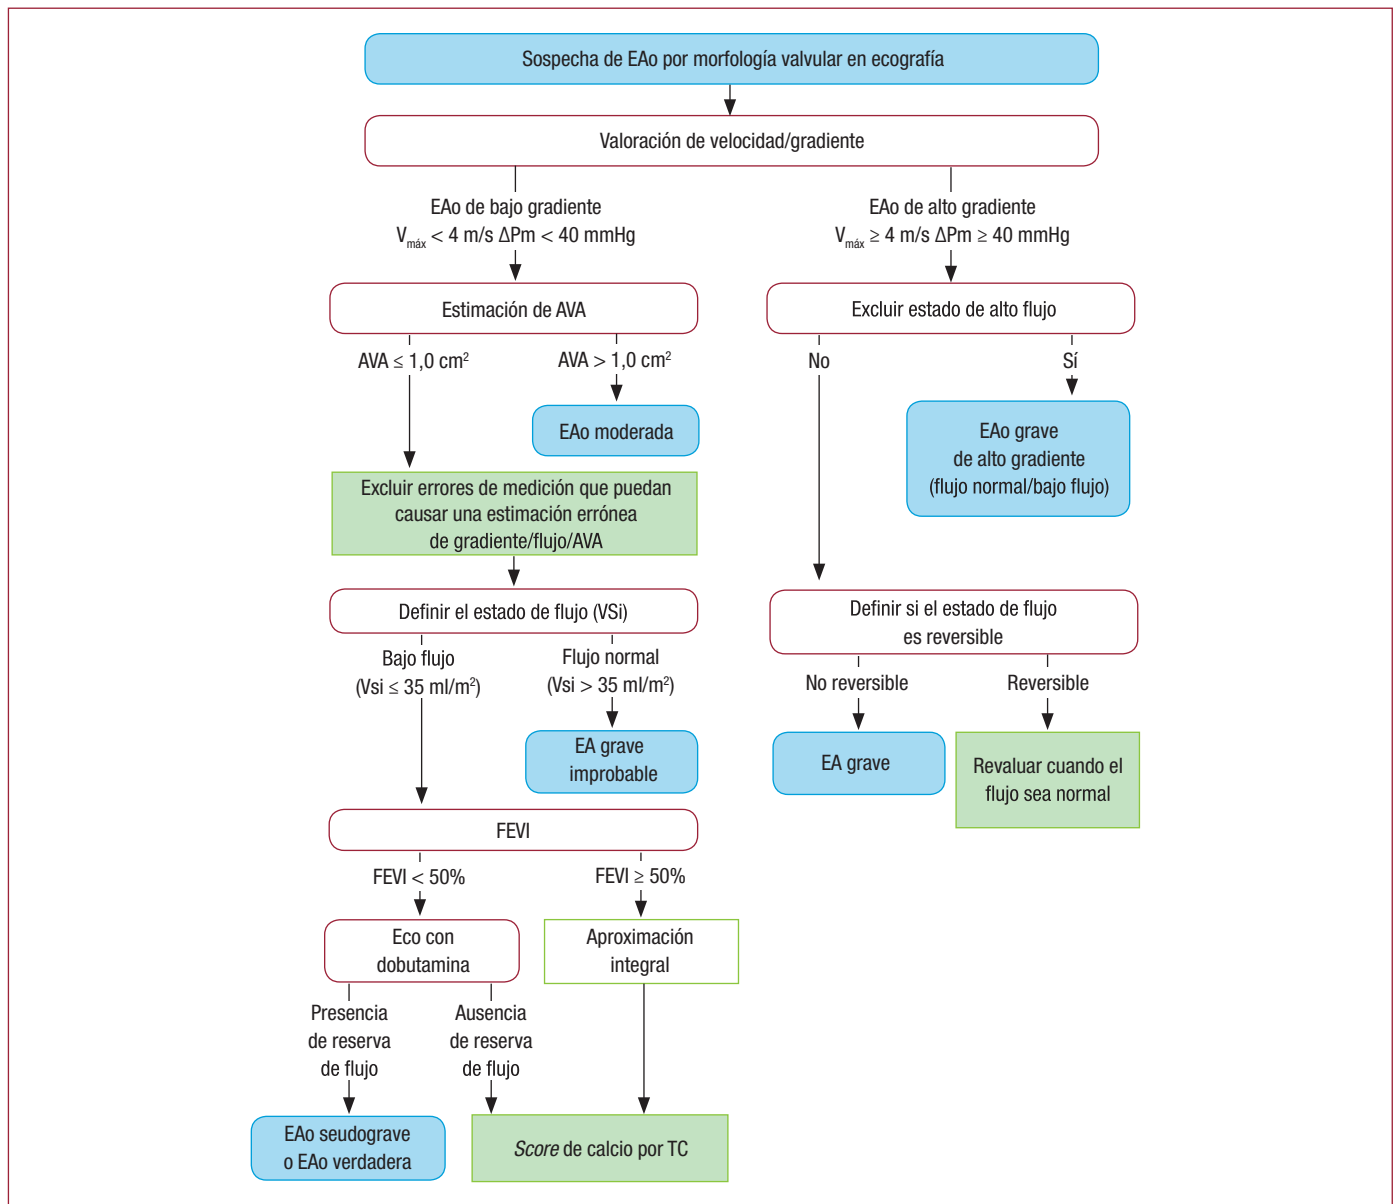 Sospecha de EAo por morfología valvular en ecografía
Valoración de velocidad/gradiente
EAo de bajo gradiente
Vmáx < 4 m/s ΔPm < 40 mmHg
EAo de alto gradiente
Vmáx ≥ 4 m/s ΔPm ≥ 40 mmHg
Estimación de AVA
Excluir estado de alto flujo
AVA ≤ 1,0 cm²
AVA > 1,0 cm²
No
Sí
EAo moderada
EAo grave
de alto gradiente
(flujo normal/bajo flujo)
Excluir errores de medición que puedan
causar una estimación errónea
de gradiente/flujo/AVA
Definir el estado de flujo (VSi)
Definir si el estado de flujo
es reversible
Bajo flujo
(Vsi ≤ 35 ml/m²)
Flujo normal
(Vsi > 35 ml/m²)
No reversible
Reversible
EA grave
improbable
EA grave
Revaluar cuando el
flujo sea normal
FEVI
FEVI < 50%
FEVI ≥ 50%
Eco con
dobutamina
Aproximación
integral
Presencia
de reserva
de flujo
Ausencia
de reserva
de flujo
EAo seudograve
o EAo verdadera
Score de calcio por TC